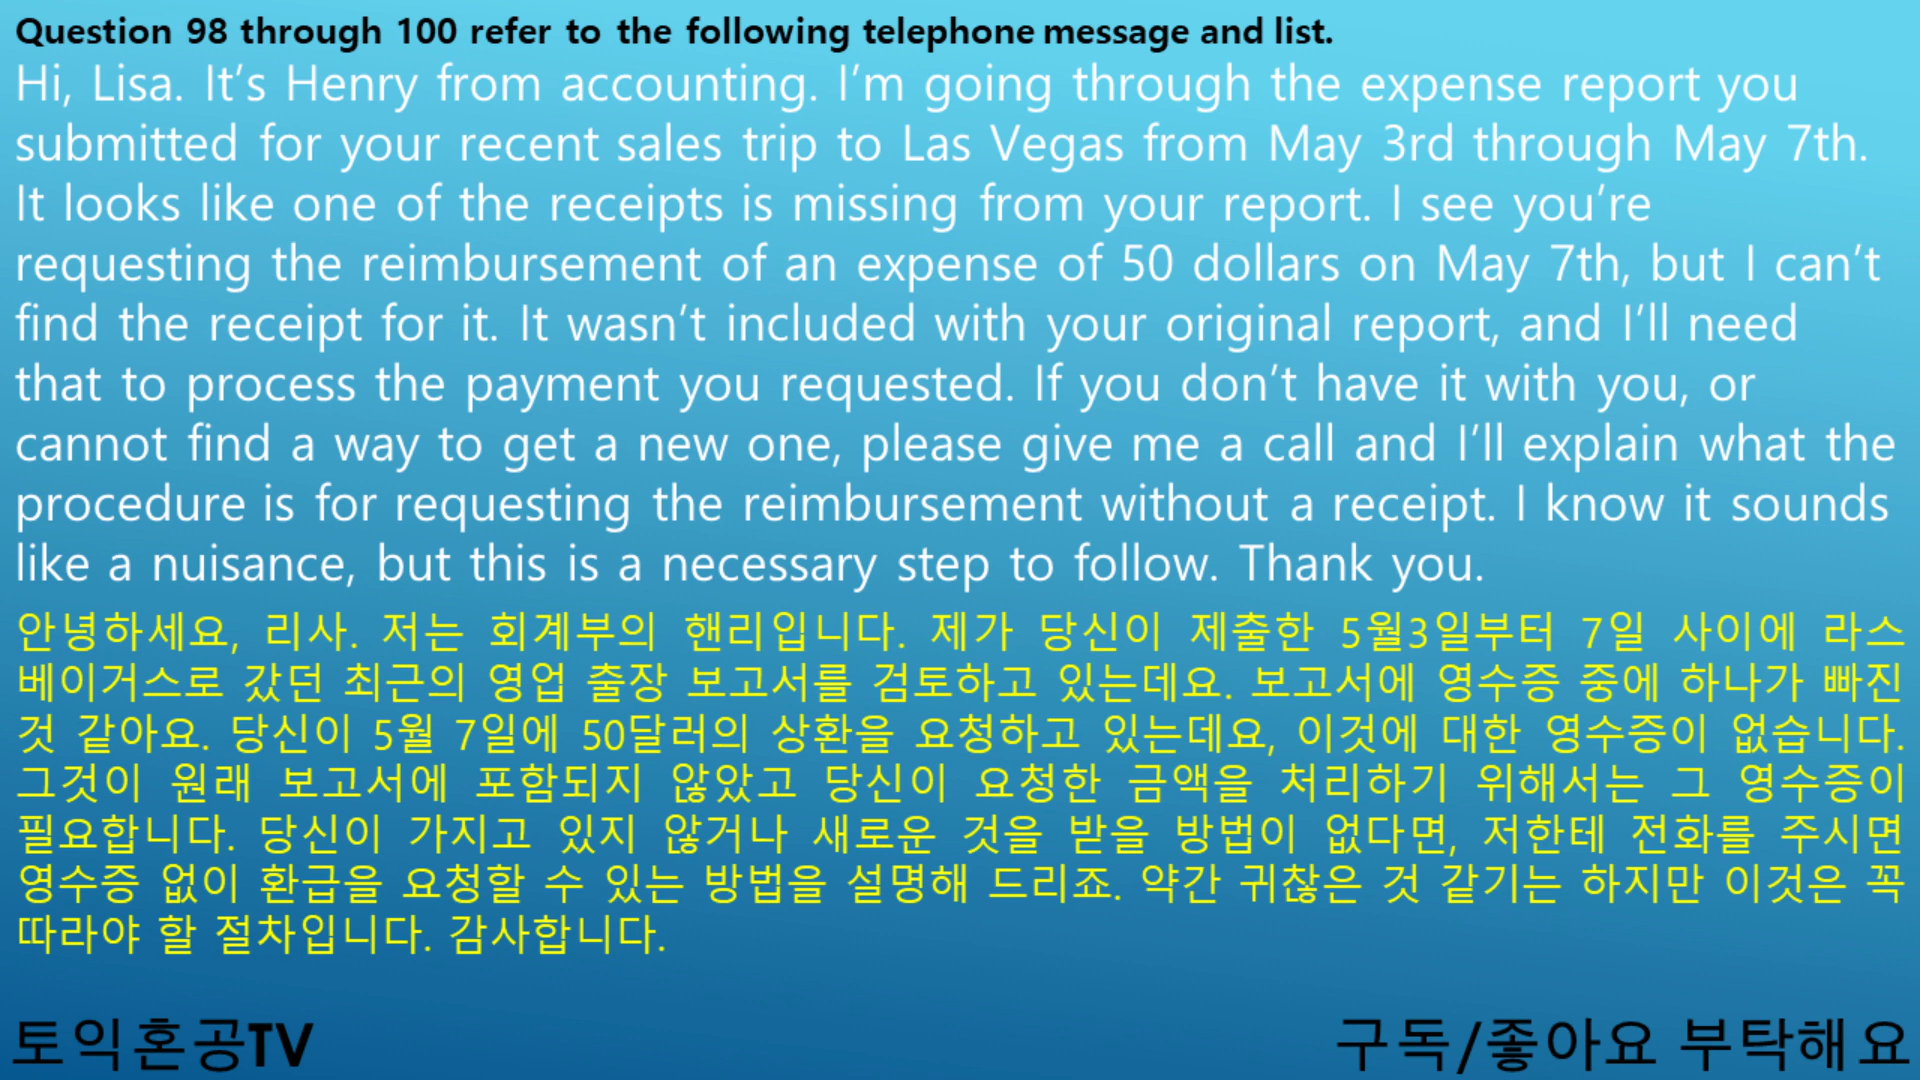 Question 98 through 100 refer to the following telephone message and list.
Hi, Lisa. It’s Henry from accounting. I’m going through the expense report you
submitted for your recent sales trip to Las Vegas from May 3rd through May 7th.
It looks like one of the receipts is missing from your report. I see you’re
requesting the reimbursement of an expense of 50 dollars on May 7th, but I can’t
find the receipt for it. It wasn’t included with your original report, and I’ll need
that to process the payment you requested. If you don’t have it with you, or
cannot find a way to get a new one, please give me a call and I’ll explain what the
procedure is for requesting the reimbursement without a receipt. I know it sounds
like a nuisance, but this is a necessary step to follow. Thank you.
안녕하세요, 리사. 저는 회계부의 핸리입니다. 제가 당신이 제출한 5월3일부터 7일 사이에 라스
베이거스로 갔던 최근의 영업 출장 보고서를 검토하고 있는데요. 보고서에 영수증 중에 하나가 빠진
것 같아요. 당신이 5월 7일에 50달러의 상환을 요청하고 있는데요, 이것에 대한 영수증이 없습니다.
그것이 원래 보고서에 포함되지 않았고 당신이 요청한 금액을 처리하기 위해서는 그 영수증이
필요합니다. 당신이 가지고 있지 않거나 새로운 것을 받을 방법이 없다면, 저한테 전화를 주시면
영수증 없이 환급을 요청할 수 있는 방법을 설명해 드리죠. 약간 귀찮은 것 같기는 하지만 이것은 꼭
따라야 할 절차입니다. 감사합니다.
토익혼공TV
구독/좋아요 부탁해요